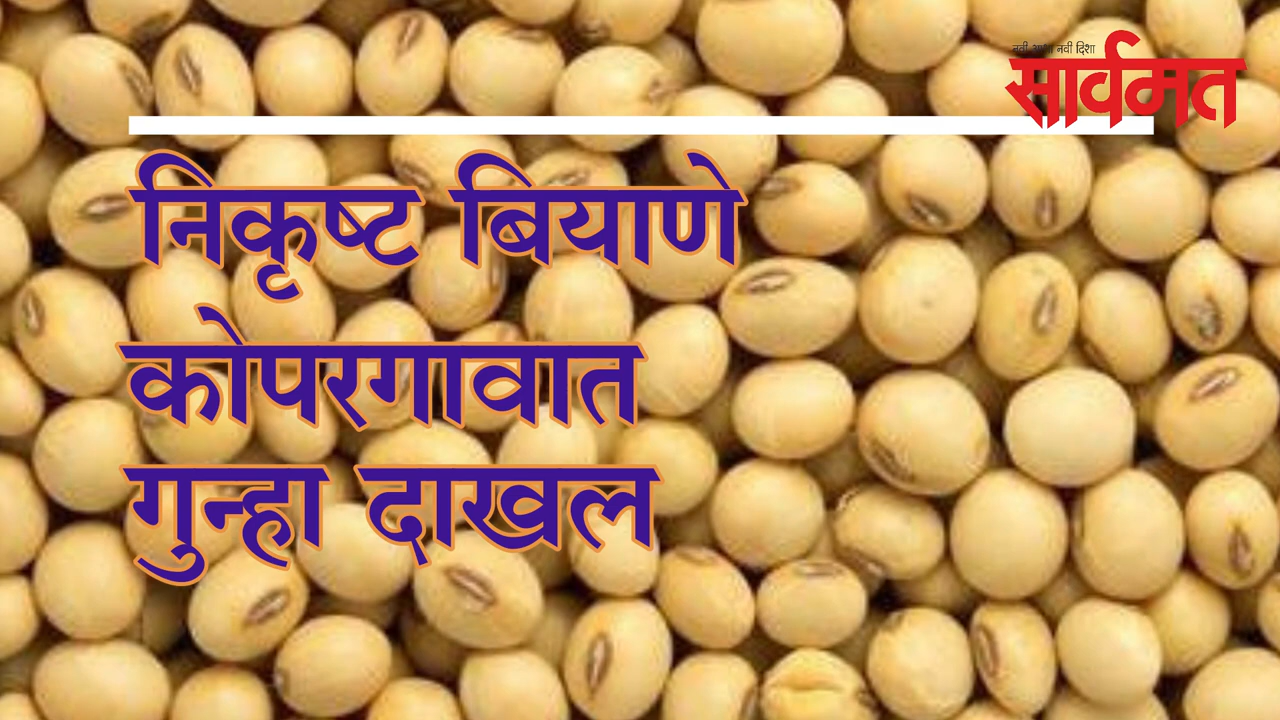 नवी आशा नवी दिशा
सार्वमत
निकृष्ट बियाणे
कोपरगावात
गुन्हा दाखल